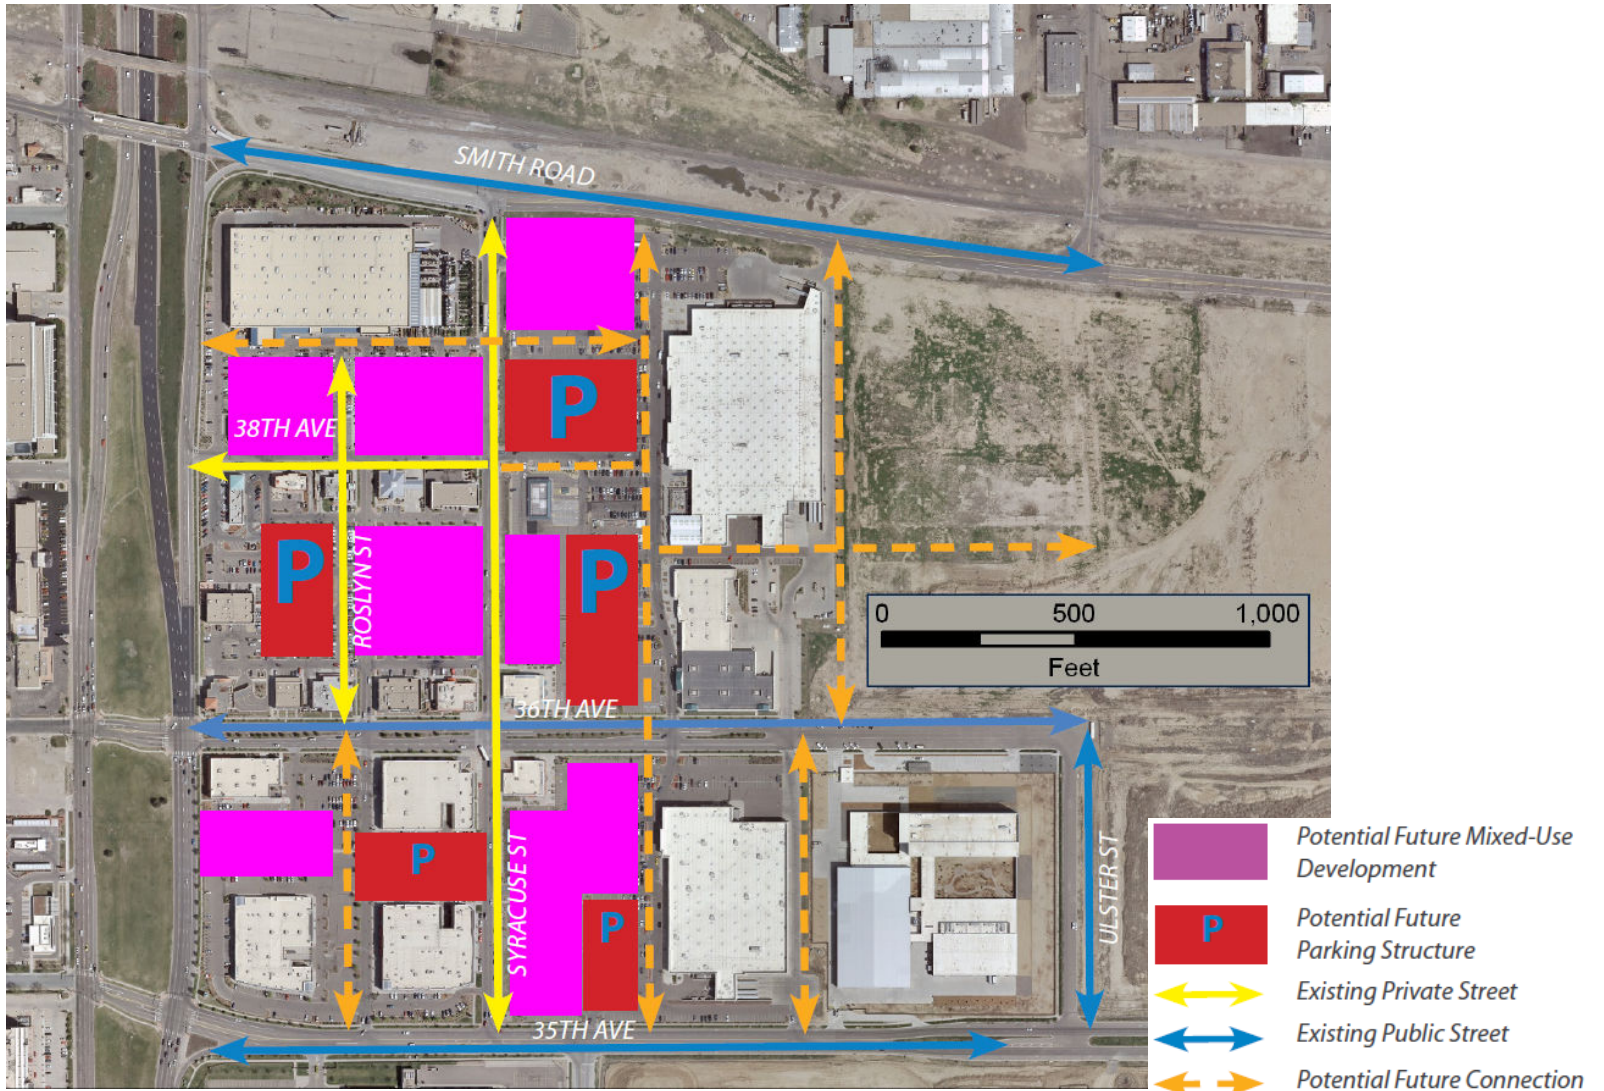 SMITH ROAD
P
38TH AVE
P
P
ROSLYN ST
0 500 1,000
Feet
36TH AVE
P
SYRACUSE ST
P
ULSTER ST
35TH AVE
Potential Future Mixed-Use
Development
P
Potential Future
Parking Structure
Existing Private Street
Existing Public Street
Potential Future Connection